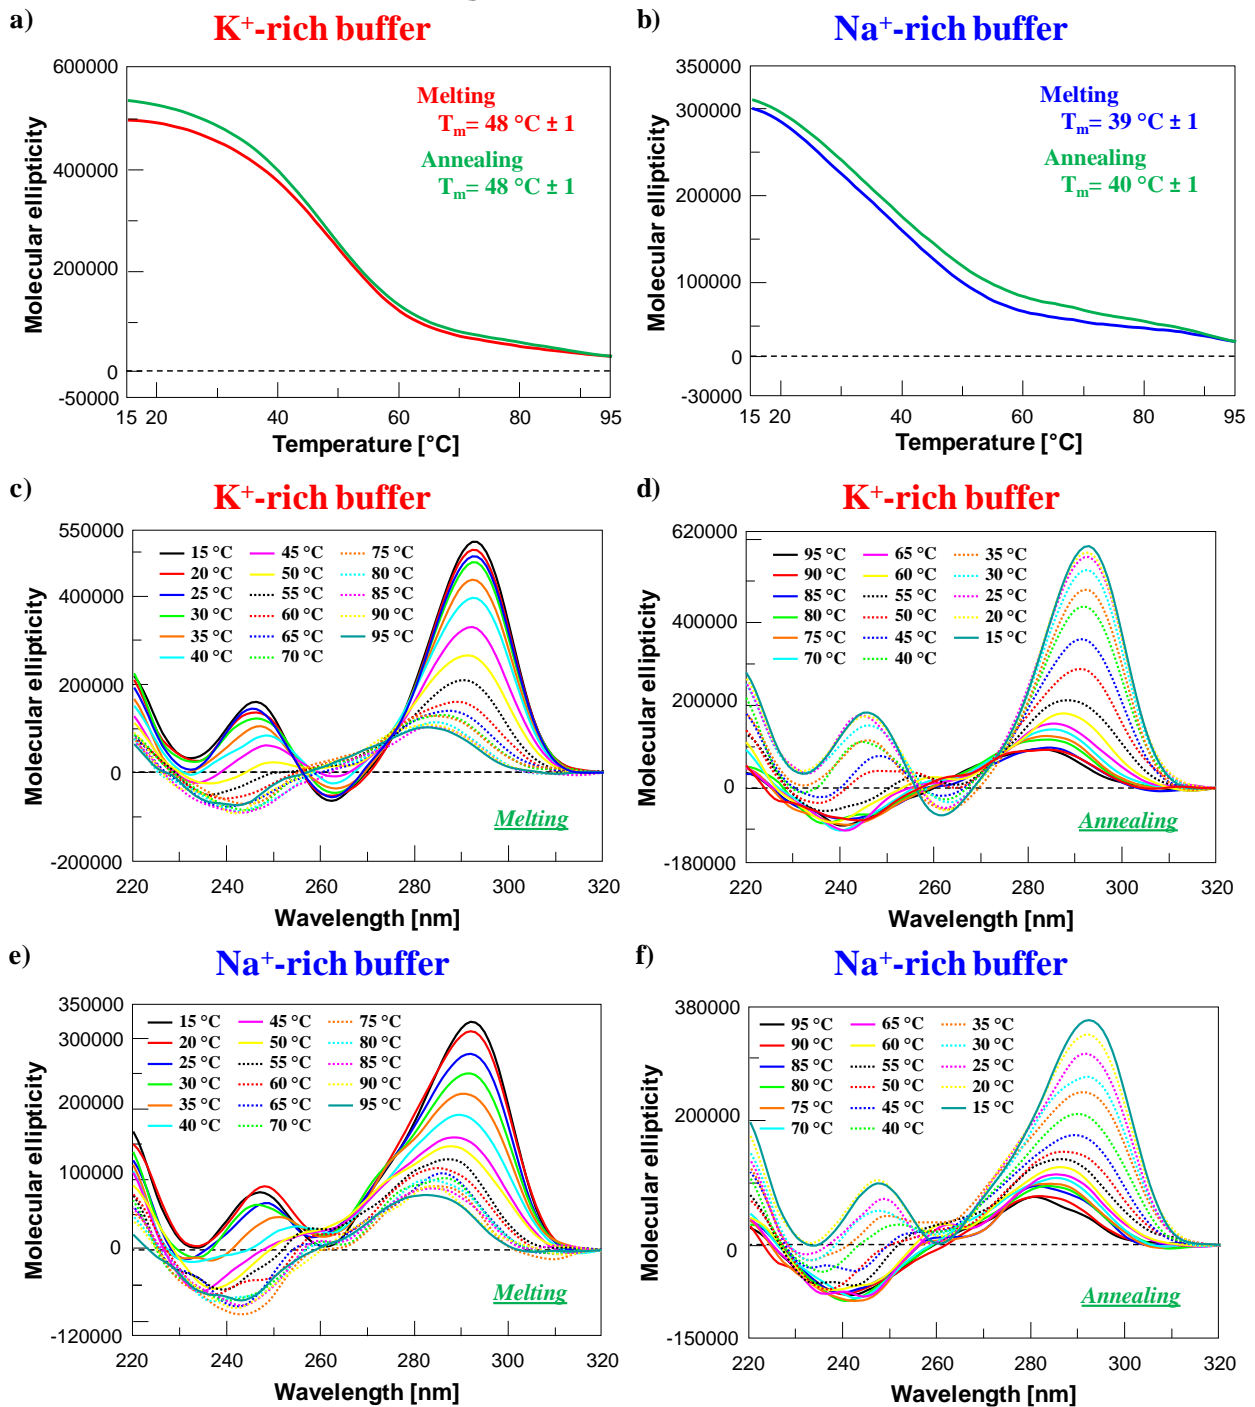 a)
K⁺-rich buffer
Molecular ellipticity
600000
400000
200000
0
-50000
15 20 40 60 80 95
Temperature [°C]
Melting
Tm= 48 °C ± 1
Annealing
Tm= 48 °C ± 1
b)
Na⁺-rich buffer
Molecular ellipticity
350000
300000
200000
100000
0
-30000
15 20 40 60 80 95
Temperature [°C]
Melting
Tm= 39 °C ± 1
Annealing
Tm= 40 °C ± 1
c)
K⁺-rich buffer
Molecular ellipticity
550000
400000
200000
0
-200000
220 240 260 280 300 320
Wavelength [nm]
15 °C 45 °C 75 °C
20 °C 50 °C 80 °C
25 °C 55 °C 85 °C
30 °C 60 °C 90 °C
35 °C 65 °C 95 °C
40 °C 70 °C
Melting
d)
K⁺-rich buffer
Molecular ellipticity
620000
400000
200000
0
-180000
220 240 260 280 300 320
Wavelength [nm]
95 °C 65 °C 35 °C
90 °C 60 °C 30 °C
85 °C 55 °C 25 °C
80 °C 50 °C 20 °C
75 °C 45 °C 15 °C
70 °C 40 °C
Annealing
e)
Na⁺-rich buffer
Molecular ellipticity
350000
300000
200000
100000
0
-120000
220 240 260 280 300 320
Wavelength [nm]
15 °C 45 °C 75 °C
20 °C 50 °C 80 °C
25 °C 55 °C 85 °C
30 °C 60 °C 90 °C
35 °C 65 °C 95 °C
40 °C 70 °C
Melting
f)
Na⁺-rich buffer
Molecular ellipticity
380000
200000
0
-150000
220 240 260 280 300 320
Wavelength [nm]
95 °C 65 °C 35 °C
90 °C 60 °C 30 °C
85 °C 55 °C 25 °C
80 °C 50 °C 20 °C
75 °C 45 °C 15 °C
70 °C 40 °C
Annealing